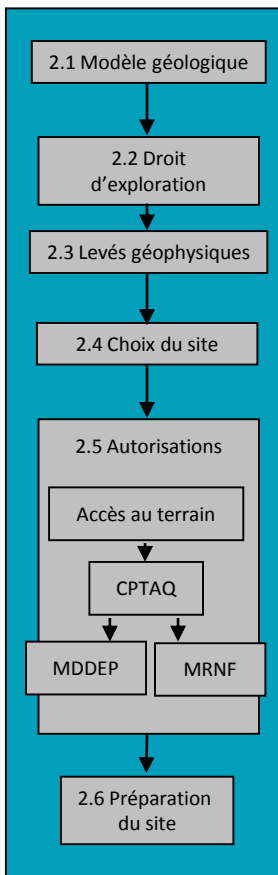 2.1 Modèle géologique
2.2 Droit
d’exploration
2.3 Levés géophysiques
2.4 Choix du site
2.5 Autorisations
Accès au terrain
CPTAQ
MDDEP
MRNF
2.6 Préparation
du site